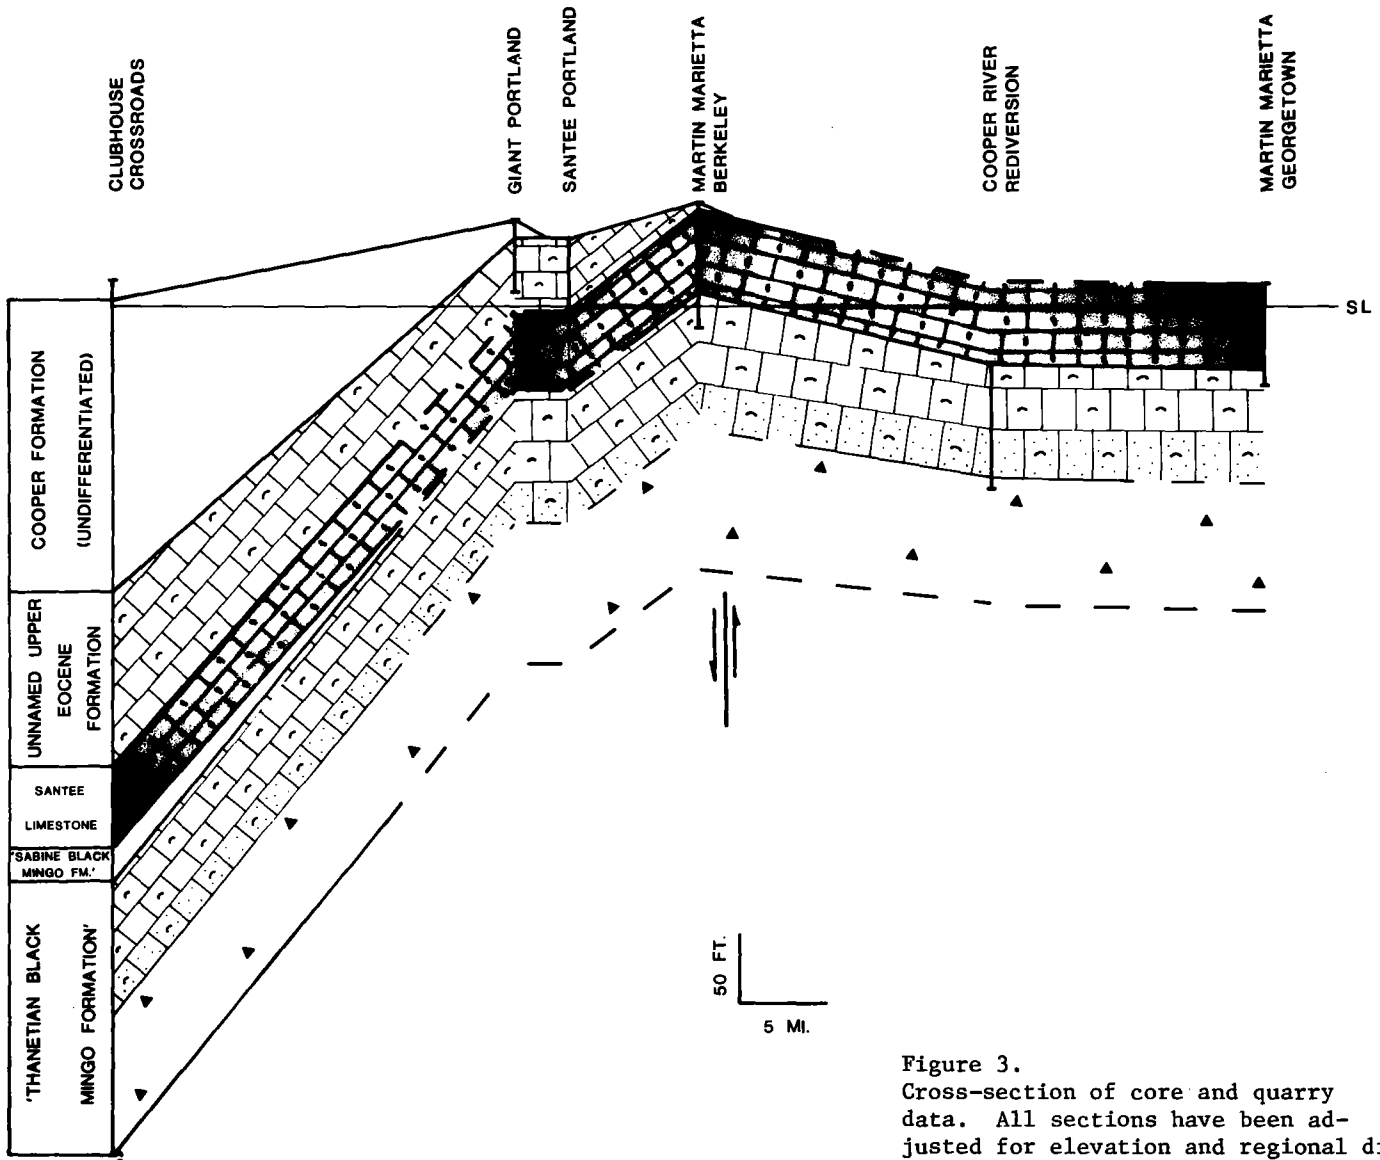 CLUBHOUSE
CROSSROADS
GIANT PORTLAND
SANTEE PORTLAND
MARTIN MARIETTA
BERKELEY
COOPER RIVER
REDIVERSION
MARTIN MARIETTA
GEORGETOWN
SL
COOPER FORMATION
(UNDIFFERENTIATED)
UNNAMED UPPER
EOCENE
FORMATION
SANTEE
LIMESTONE
'SABINE BLACK
MINGO FM.'
'THANETIAN BLACK
MINGO FORMATION'
50 FT.
5 MI.
Figure 3.
Cross-section of core and quarry
data. All sections have been ad-
justed for elevation and regional